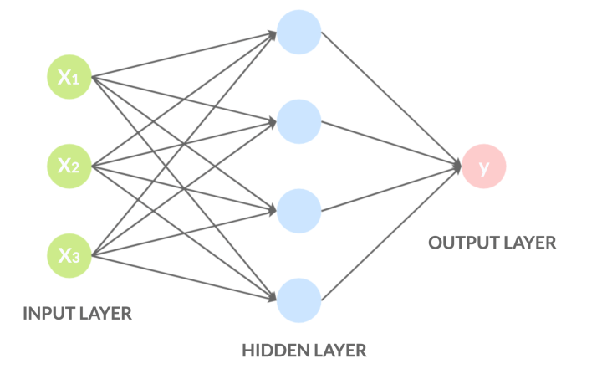 X1
X2
X3
y
OUTPUT LAYER
INPUT LAYER
HIDDEN LAYER